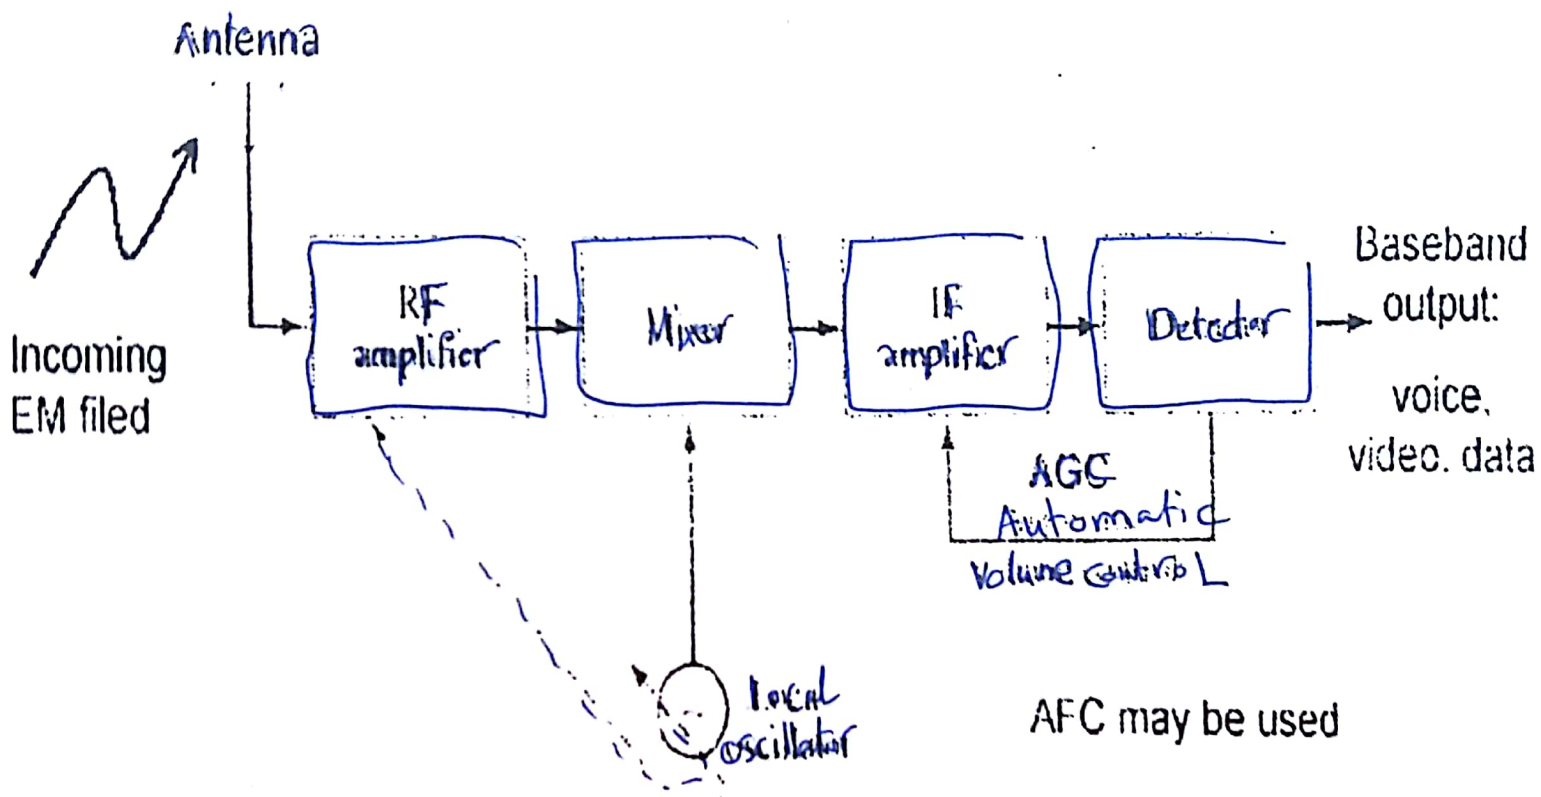 Antenna
Incoming
EM filed
RF
amplifier
Mixer
IF
amplifier
Detector
Baseband
output:
voice,
video. data
AGC
Automatic
Volume control
Local
oscillator
AFC may be used